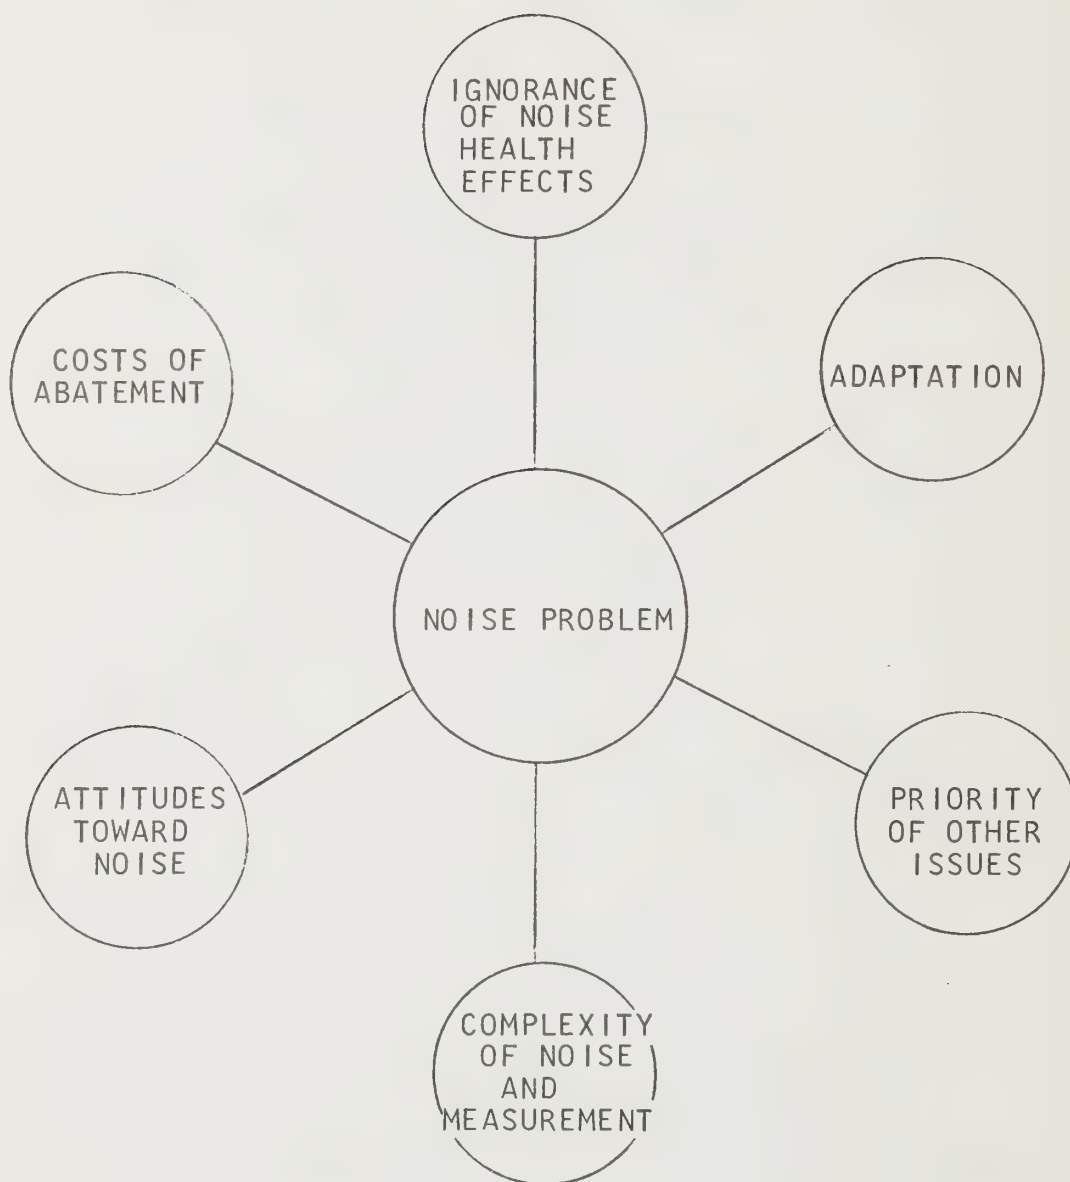 IGNORANCE
OF NOISE
HEALTH
EFFECTS
COSTS OF
ABATEMENT
ADAPTATION
NOISE PROBLEM
ATTITUDES
TOWARD
NOISE
PRIORITY
OF OTHER
ISSUES
COMPLEXITY
OF NOISE
AND
MEASUREMENT